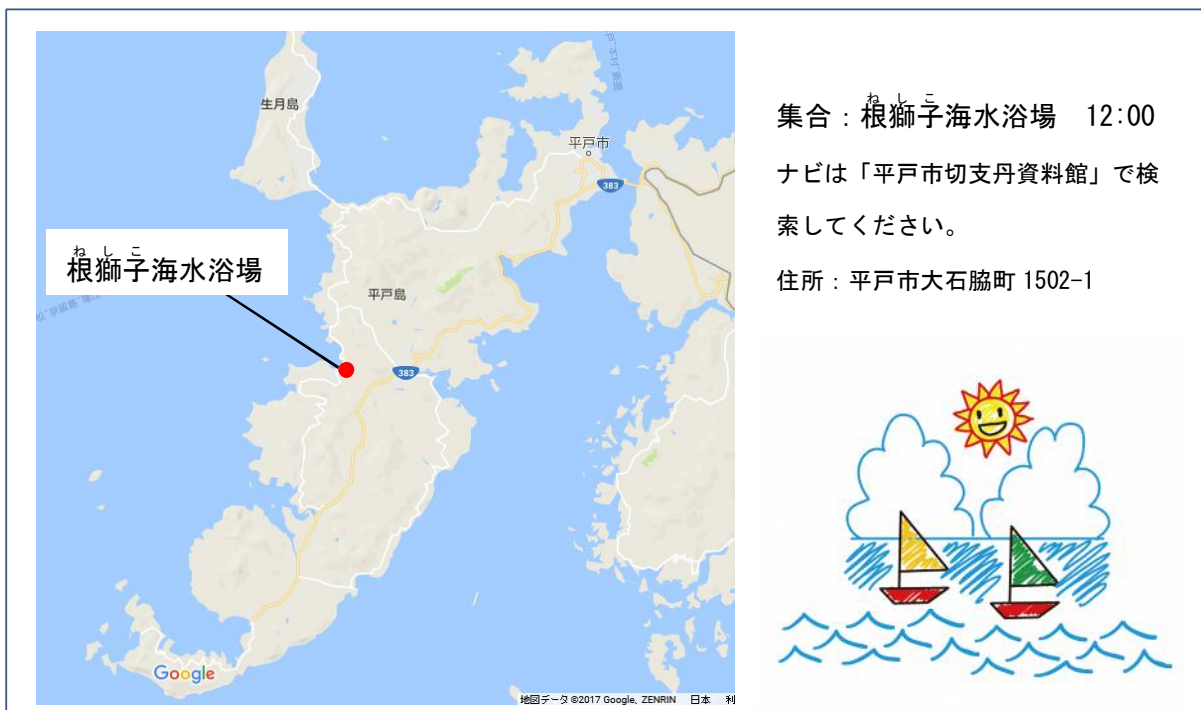 生月島
平戸市
383
根獅子海水浴場
ねしこ
平戸島
383
Google
地図データ ©2017 Google, ZENRIN 日本 利
ねしこ
集合：根獅子海水浴場　12:00
ナビは「平戸市切支丹資料館」で検
索してください。
住所：平戸市大石脇町 1502-1